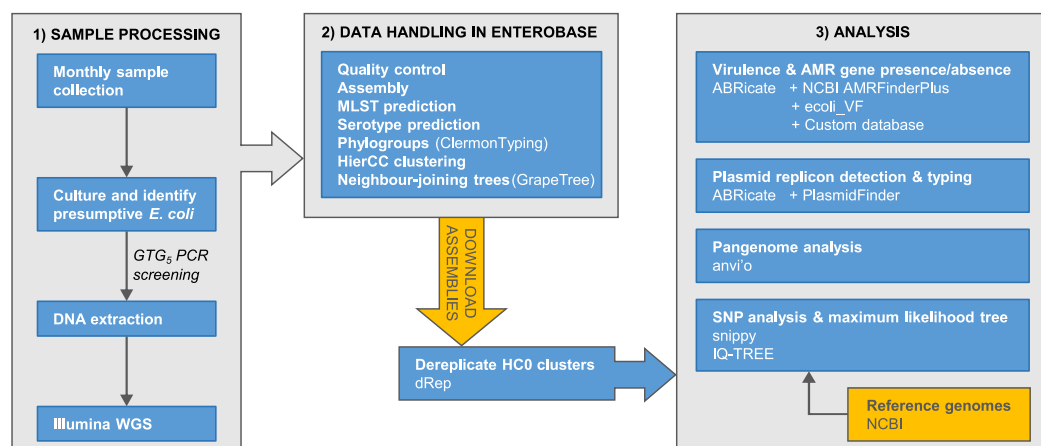 1) SAMPLE PROCESSING
Monthly sample
collection
Culture and identify
presumptive E. coli
GTG5 PCR
screening
DNA extraction
Illumina WGS
2) DATA HANDLING IN ENTEROBASE
Quality control
Assembly
MLST prediction
Serotype prediction
Phylogroups (ClermonTyping)
HierCC clustering
Neighbour-joining trees (GrapeTree)
DOWNLOAD
ASSEMBLIES
Dereplicate HC0 clusters
dRep
3) ANALYSIS
Virulence & AMR gene presence/absence
ABRicate + NCBI AMRFinderPlus
+ ecoli_VF
+ Custom database
Plasmid replicon detection & typing
ABRicate + PlasmidFinder
Pangenome analysis
anvi'o
SNP analysis & maximum likelihood tree
snippy
IQ-TREE
Reference genomes
NCBI